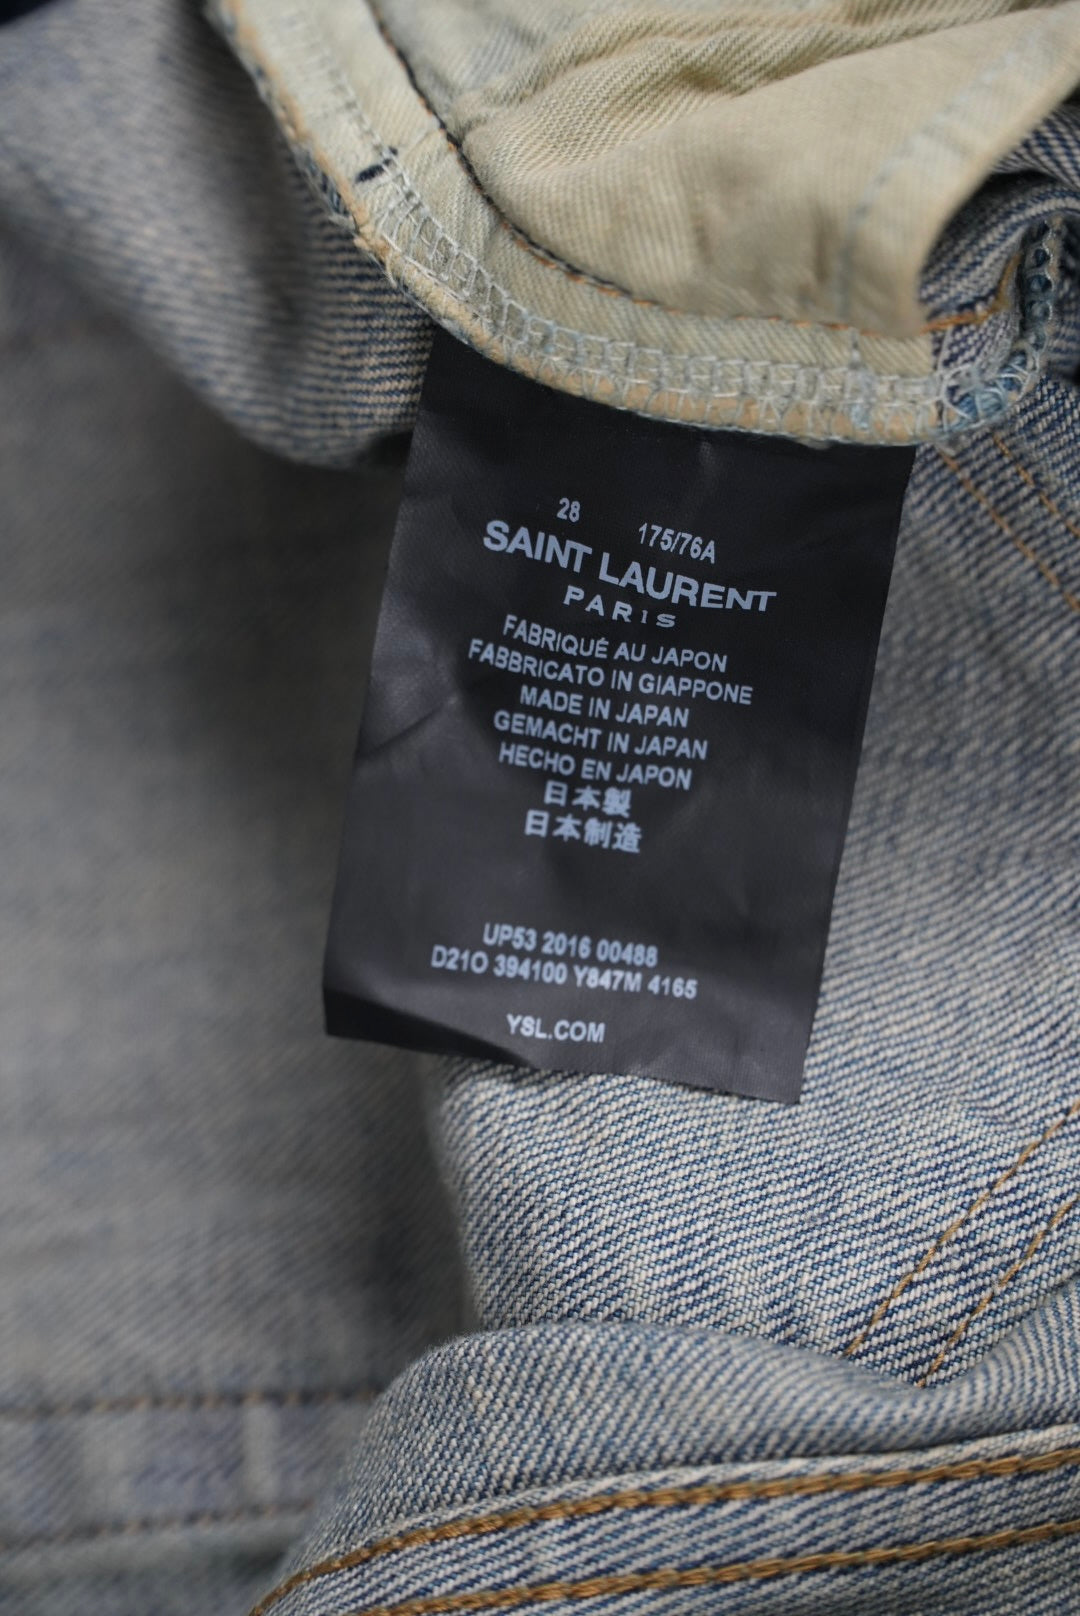 28 175/76A
SAINT LAURENT
PARIS
FABRIQUÉ AU JAPON
FABBRICATO IN GIAPPONE
MADE IN JAPAN
GEMACHT IN JAPAN
HECHO EN JAPON
日本製
日本制造
UP53 2016 00488
D21O 394100 Y847M 4165
YSL.COM